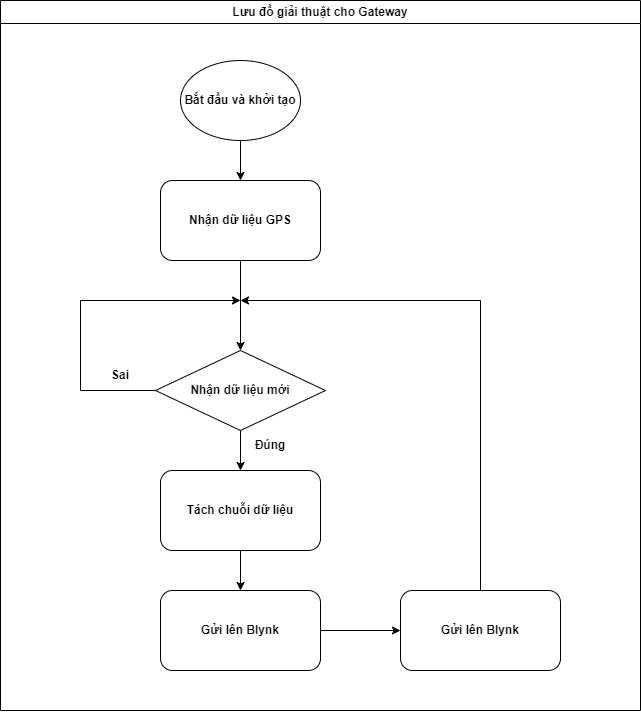 Lưu đồ giải thuật cho Gateway
Bắt đầu và khởi tạo
Nhận dữ liệu GPS
Sai
Nhận dữ liệu mới
Đúng
Tách chuỗi dữ liệu
Gửi lên Blynk
Gửi lên Blynk